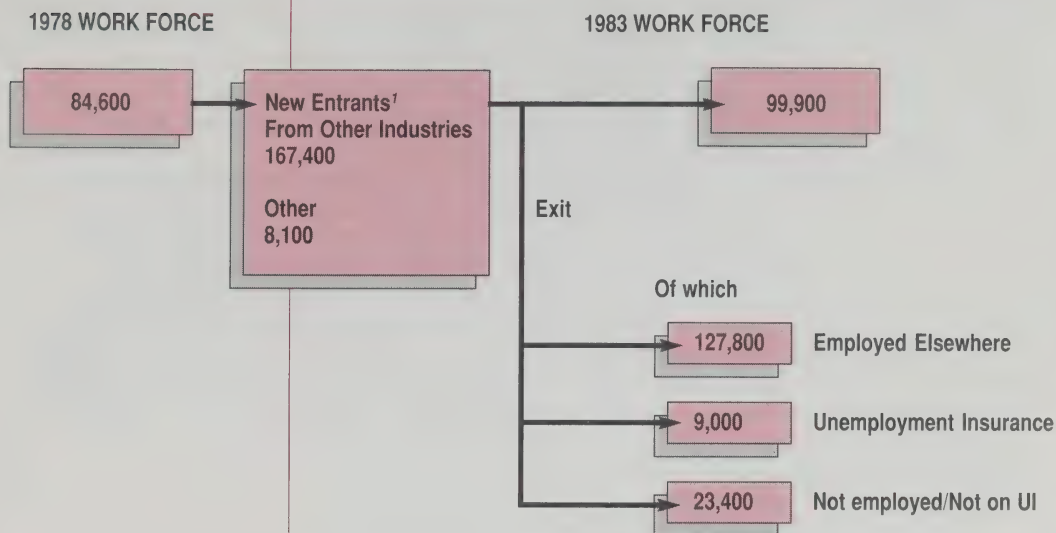 1978 WORK FORCE
1983 WORK FORCE
84,600
New Entrants¹
From Other Industries
167,400
Other
8,100
99,900
Exit
Of which
127,800 Employed Elsewhere
9,000 Unemployment Insurance
23,400 Not employed/Not on UI